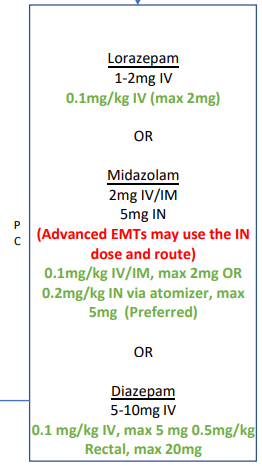 Lorazepam
1-2mg IV
0.1mg/kg IV (max 2mg)
OR
Midazolam
2mg IV/IM
5mg IN
(Advanced EMTs may use the IN
dose and route)
0.1mg/kg IV/IM, max 2mg OR
0.2mg/kg IN via atomizer, max
5mg (Preferred)
OR
Diazepam
5-10mg IV
0.1 mg/kg IV, max 5 mg 0.5mg/kg
Rectal, max 20mg
P
C